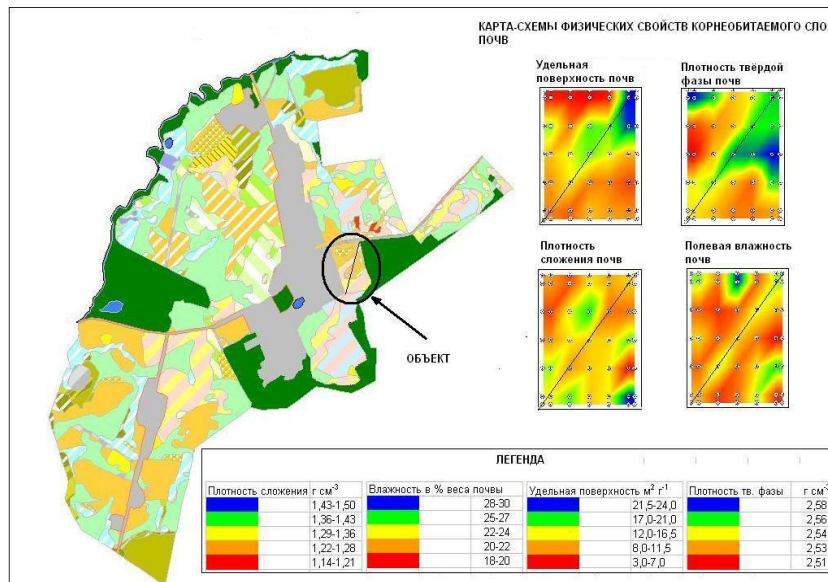 КАРТА-СХЕМЫ ФИЗИЧЕСКИХ СВОЙСТВ КОРНЕОБИТАЕМОГО СЛО
ПОЧВ
Удельная
поверхность почв
Плотность твёрдой
фазы почв
Плотность
сложения почв
Полевая влажность
почв
ОБЪЕКТ
ЛЕГЕНДА
Плотность сложения г см-3
1,43-1,50
1,36-1,43
1,29-1,36
1,22-1,28
1,14-1,21
Влажность в % веса почвы
28-30
25-27
22-24
20-22
18-20
Удельная поверхность м2 г-1
21,5-24,0
17,0-21,0
12,0-16,5
8,0-11,5
3,0-7,0
Плотность тв. фазы г см-3
2,58
2,56
2,54
2,53
2,51